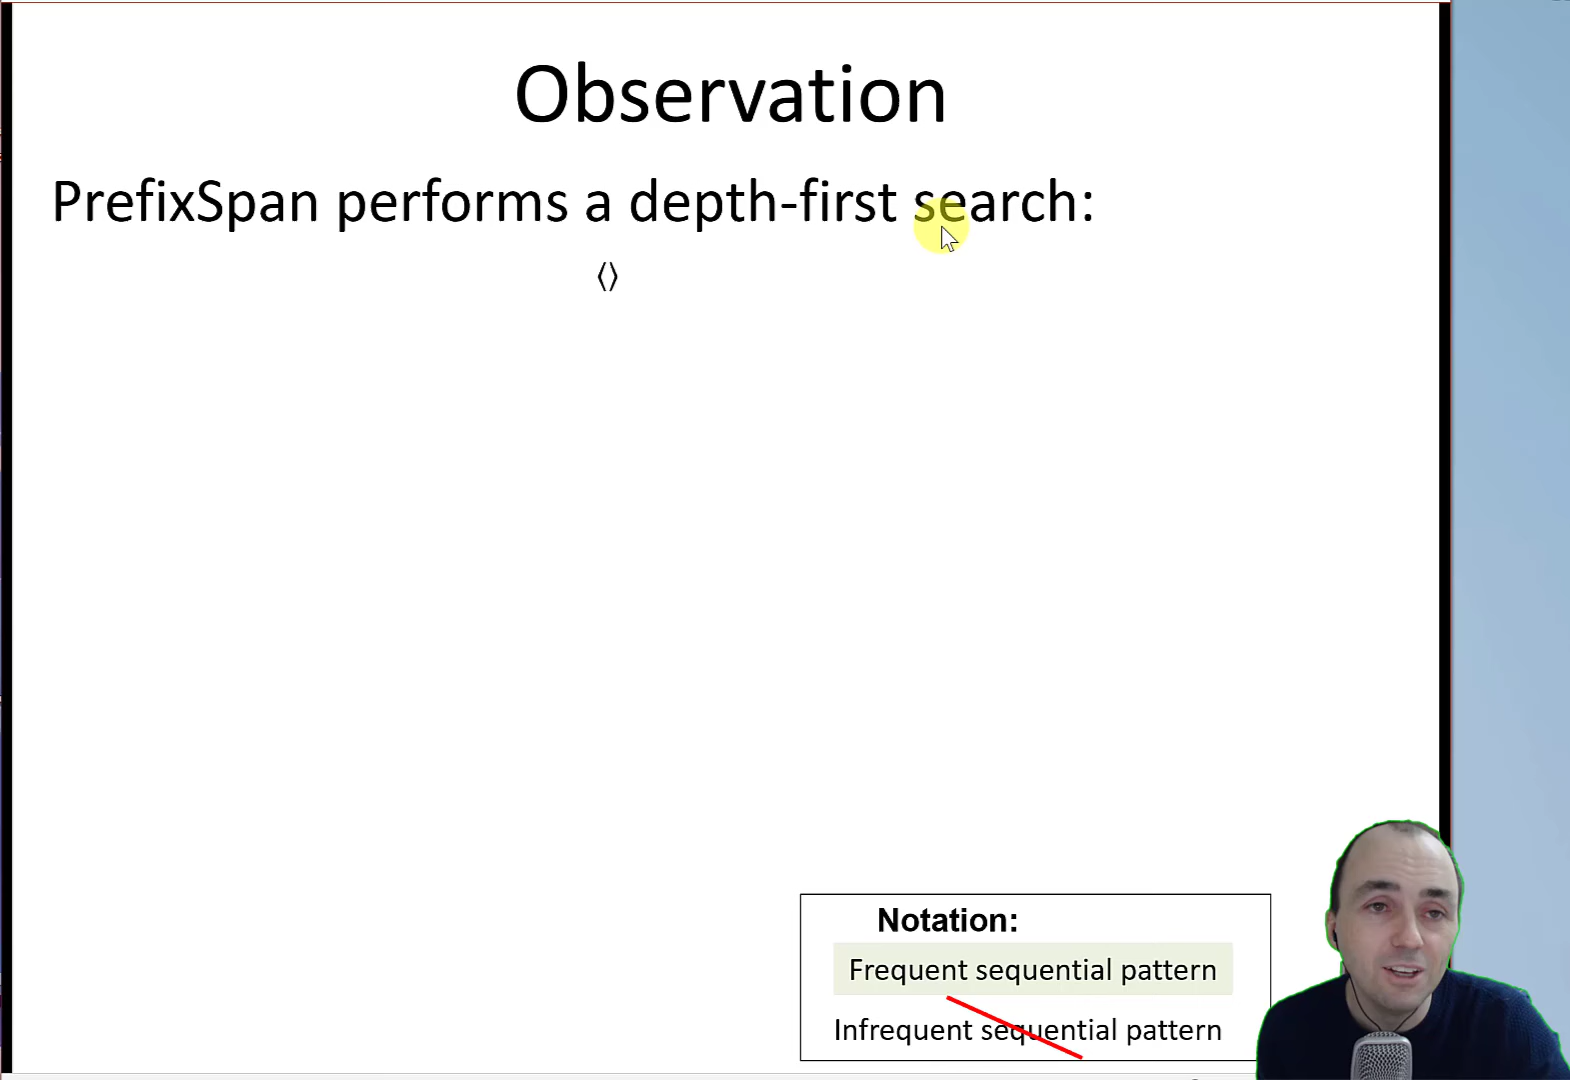 Observation
PrefixSpan performs a depth-first search:
⟨⟩
Notation:
Frequent sequential pattern
Infrequent sequential pattern